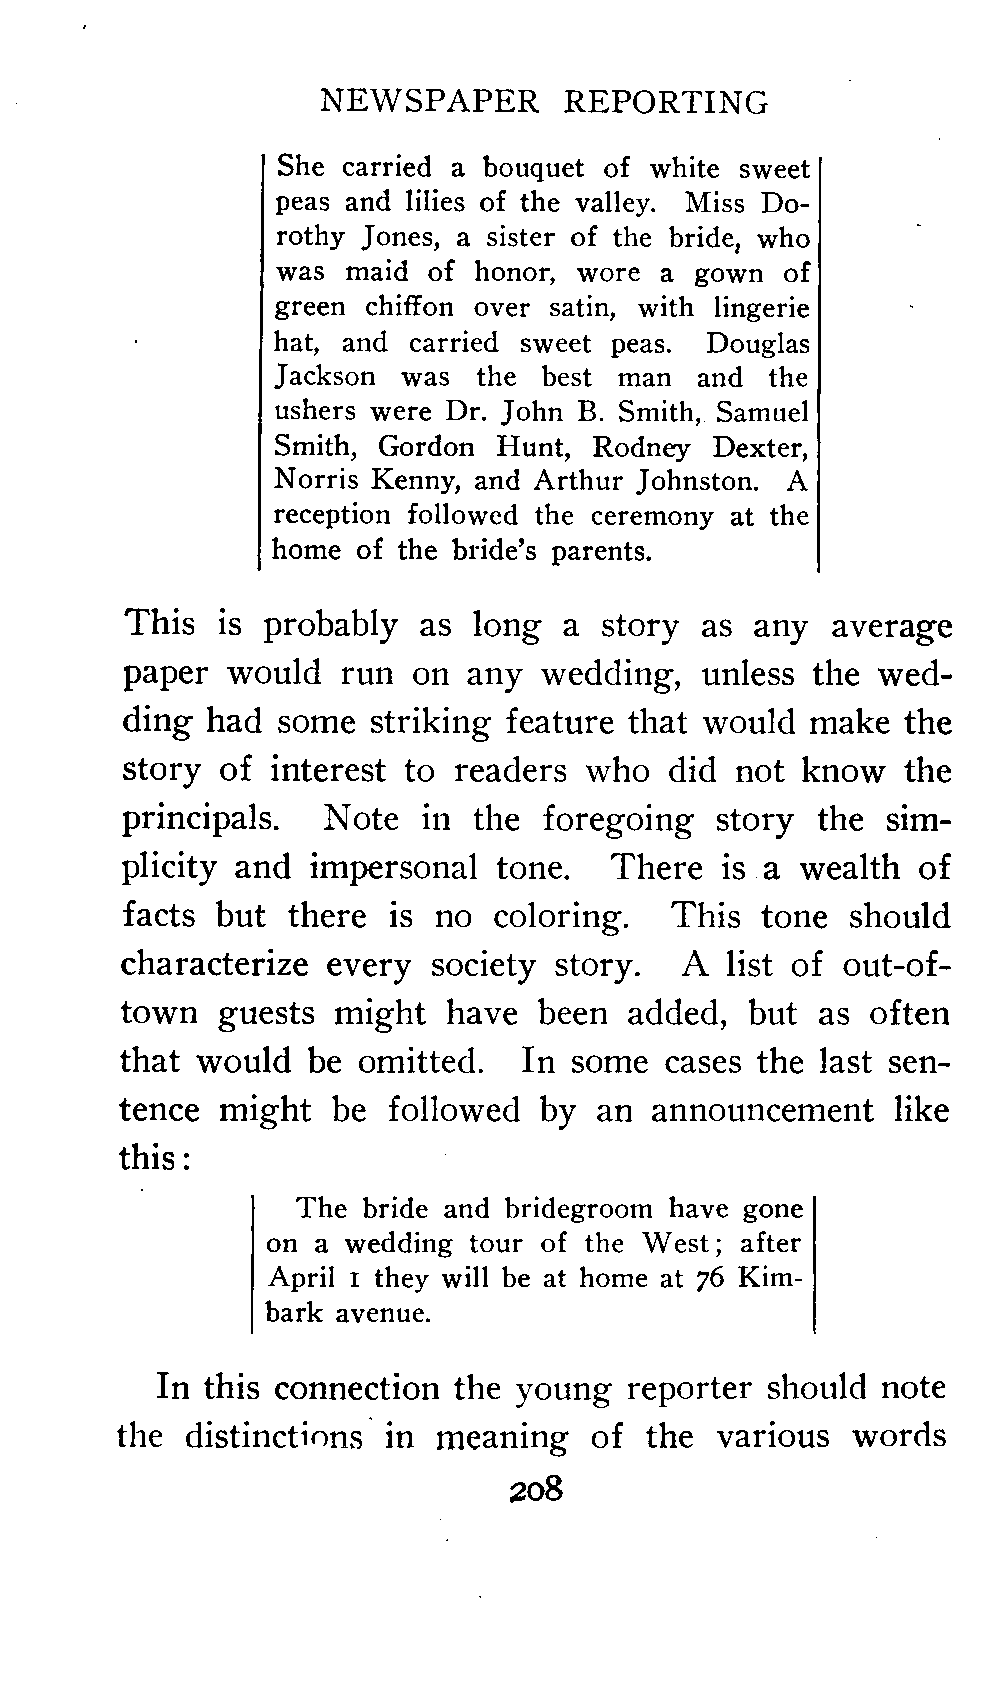 NEWSPAPER REPORTING
She carried a bouquet of white sweet
peas and lilies of the valley. Miss Do-
rothy Jones, a sister of the bride, who
was maid of honor, wore a gown of
green chiffon over satin, with lingerie
hat, and carried sweet peas. Douglas
Jackson was the best man and the
ushers were Dr. John B. Smith, Samuel
Smith, Gordon Hunt, Rodney Dexter,
Norris Kenny, and Arthur Johnston. A
reception followed the ceremony at the
home of the bride's parents.
This is probably as long a story as any average
paper would run on any wedding, unless the wed-
ding had some striking feature that would make the
story of interest to readers who did not know the
principals. Note in the foregoing story the sim-
plicity and impersonal tone. There is a wealth of
facts but there is no coloring. This tone should
characterize every society story. A list of out-of-
town guests might have been added, but as often
that would be omitted. In some cases the last sen-
tence might be followed by an announcement like
this:
The bride and bridegroom have gone
on a wedding tour of the West; after
April 1 they will be at home at 76 Kim-
bark avenue.
In this connection the young reporter should note
the distinctions in meaning of the various words
208